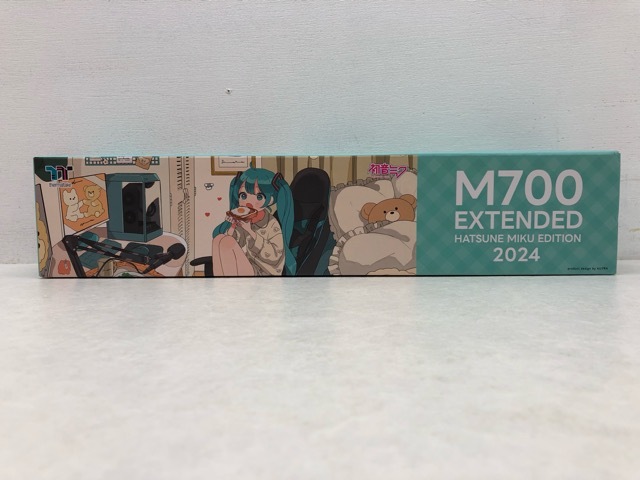 初音ミク
M700
EXTENDED
HATSUNE MIKU EDITION
2024